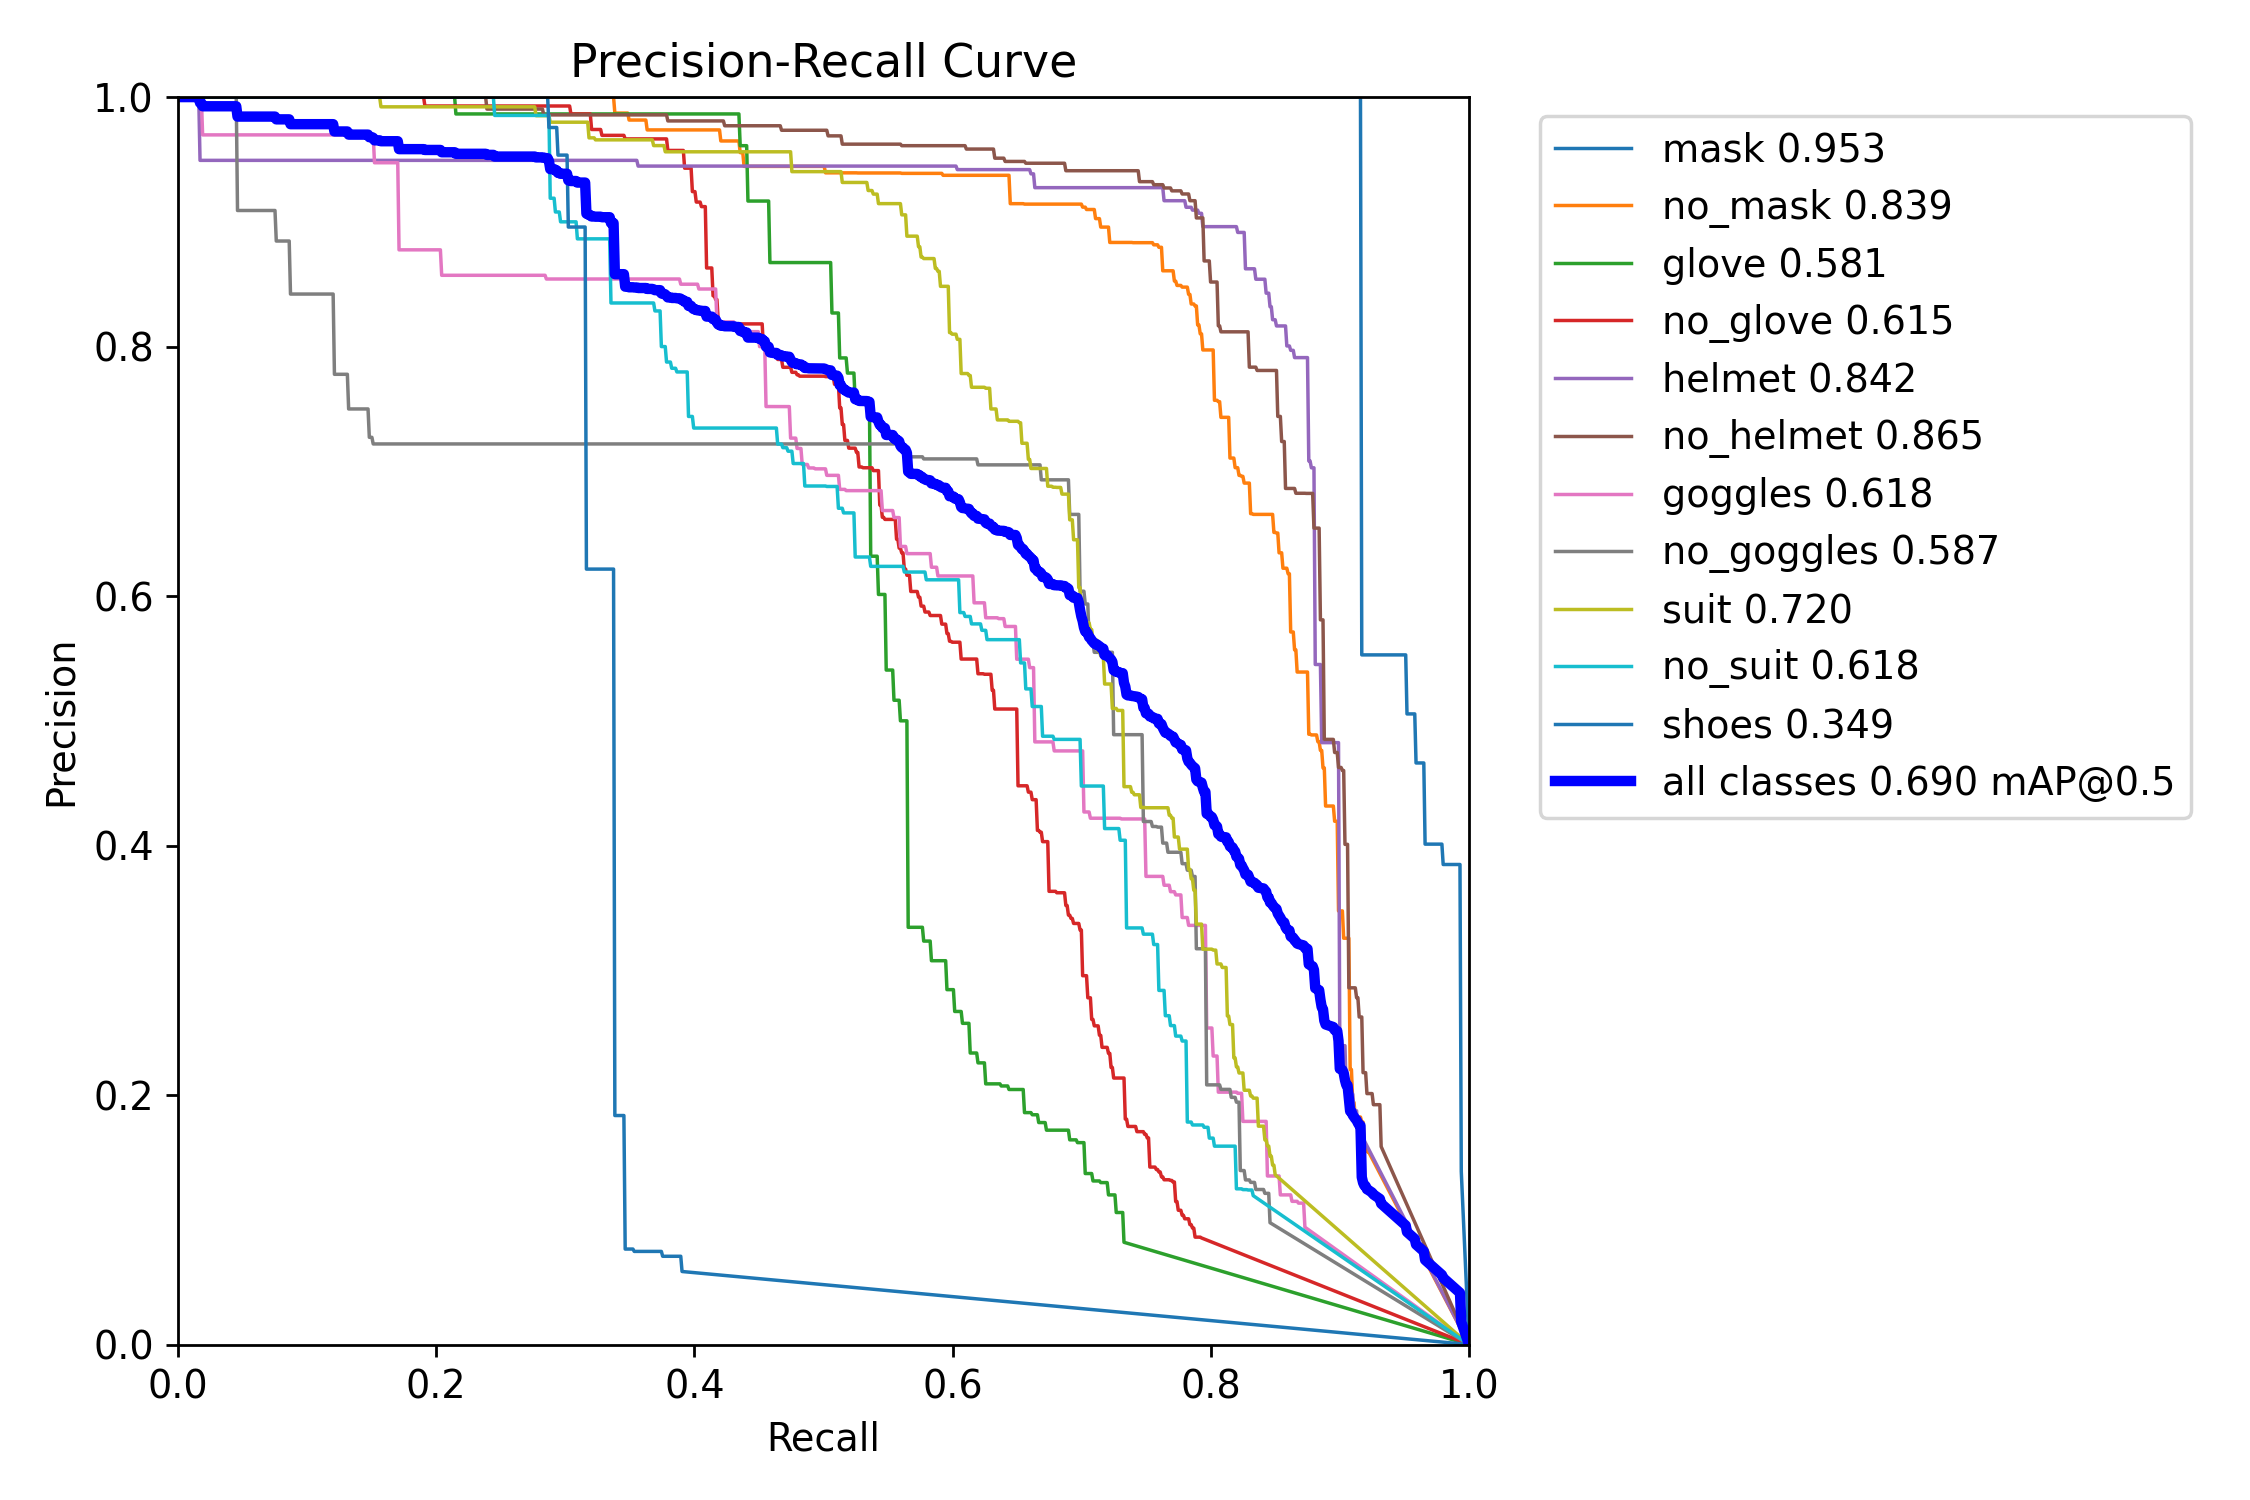 Precision-Recall Curve
1.0
0.8
0.6
0.4
0.2
0.0
Precision
0.0 0.2 0.4 0.6 0.8 1.0
Recall
mask 0.953
no_mask 0.839
glove 0.581
no_glove 0.615
helmet 0.842
no_helmet 0.865
goggles 0.618
no_goggles 0.587
suit 0.720
no_suit 0.618
shoes 0.349
all classes 0.690 mAP@0.5